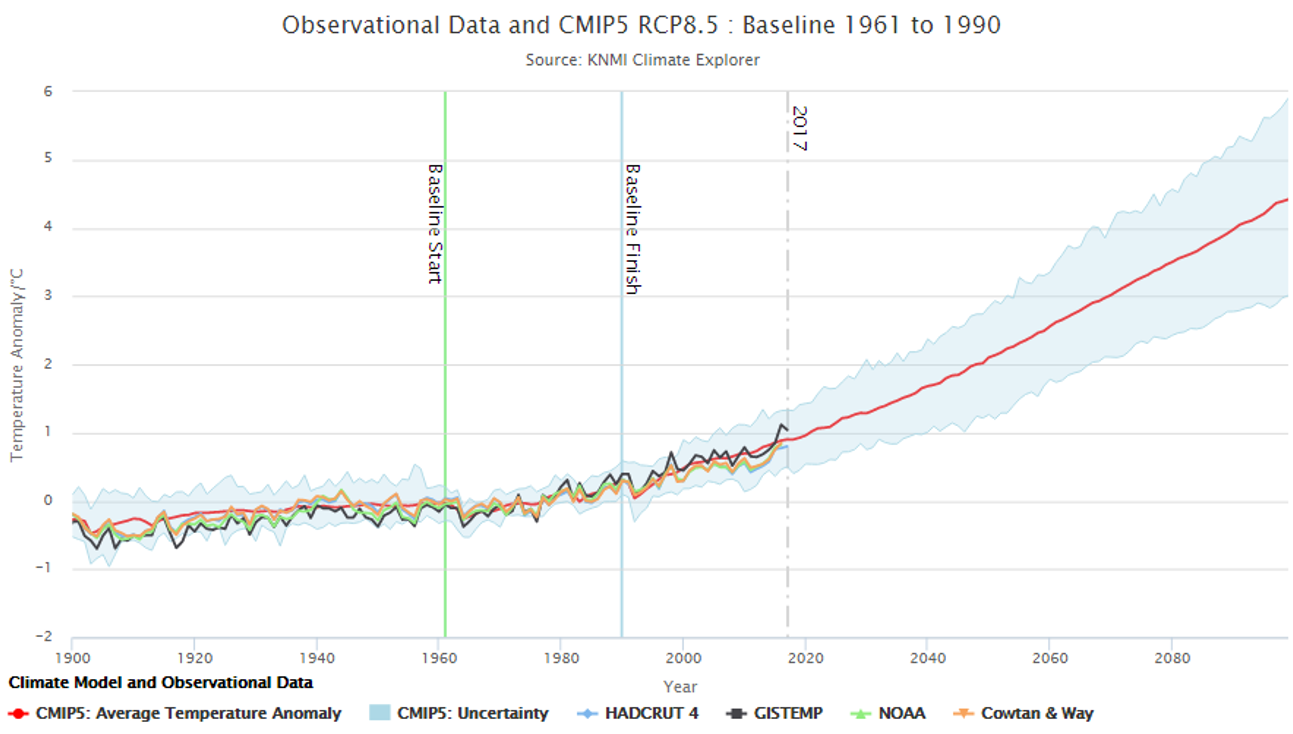 Observational Data and CMIP5 RCP8.5 : Baseline 1961 to 1990
Source: KNMI Climate Explorer
6
5
4
3
2
1
0
−1
−2
Temperature Anomaly/°C
Baseline Start
Baseline Finish
2017
1900 1920 1940 1960 1980 2000 2020 2040 2060 2080
Year
Climate Model and Observational Data
CMIP5: Average Temperature Anomaly CMIP5: Uncertainty HADCRUT 4 GISTEMP NOAA Cowtan & Way